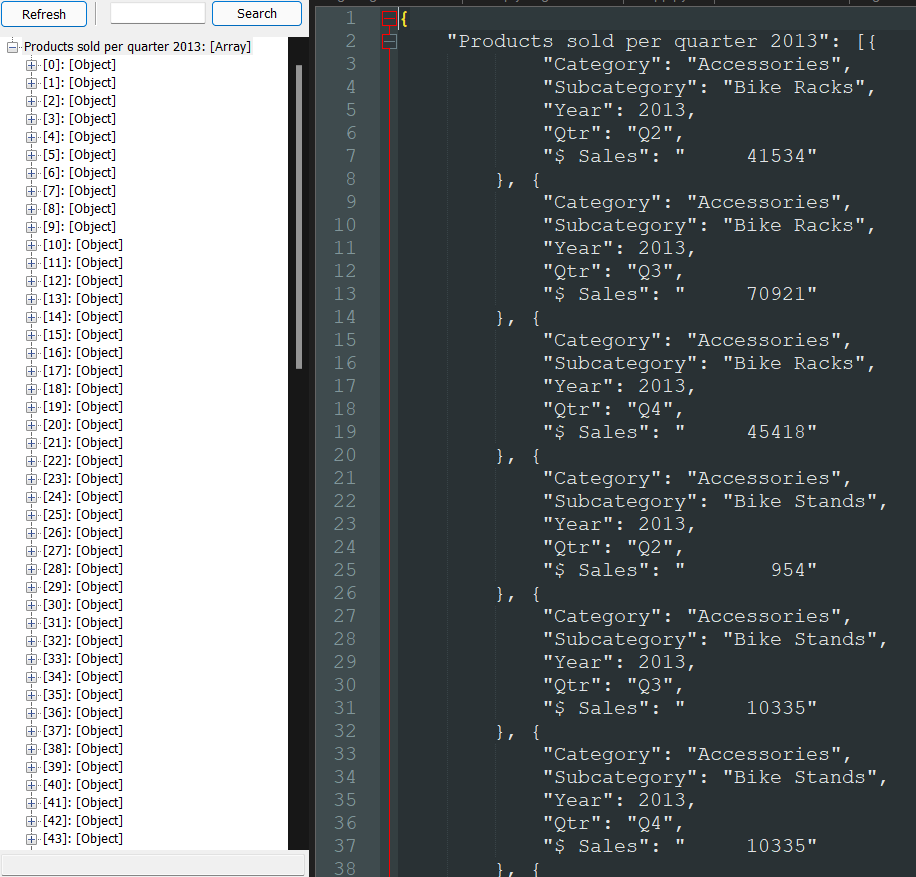 Refresh
Search
Products sold per quarter 2013: [Array]
[0]: [Object]
[1]: [Object]
[2]: [Object]
[3]: [Object]
[4]: [Object]
[5]: [Object]
[6]: [Object]
[7]: [Object]
[8]: [Object]
[9]: [Object]
[10]: [Object]
[11]: [Object]
[12]: [Object]
[13]: [Object]
[14]: [Object]
[15]: [Object]
[16]: [Object]
[17]: [Object]
[18]: [Object]
[19]: [Object]
[20]: [Object]
[21]: [Object]
[22]: [Object]
[23]: [Object]
[24]: [Object]
[25]: [Object]
[26]: [Object]
[27]: [Object]
[28]: [Object]
[29]: [Object]
[30]: [Object]
[31]: [Object]
[32]: [Object]
[33]: [Object]
[34]: [Object]
[35]: [Object]
[36]: [Object]
[37]: [Object]
[38]: [Object]
[39]: [Object]
[40]: [Object]
[41]: [Object]
[42]: [Object]
[43]: [Object]
1 {
2 "Products sold per quarter 2013": [{
3 "Category": "Accessories",
4 "Subcategory": "Bike Racks",
5 "Year": 2013,
6 "Qtr": "Q2",
7 "$ Sales": "     41534"
8 }, {
9 "Category": "Accessories",
10 "Subcategory": "Bike Racks",
11 "Year": 2013,
12 "Qtr": "Q3",
13 "$ Sales": "     70921"
14 }, {
15 "Category": "Accessories",
16 "Subcategory": "Bike Racks",
17 "Year": 2013,
18 "Qtr": "Q4",
19 "$ Sales": "     45418"
20 }, {
21 "Category": "Accessories",
22 "Subcategory": "Bike Stands",
23 "Year": 2013,
24 "Qtr": "Q2",
25 "$ Sales": "       954"
26 }, {
27 "Category": "Accessories",
28 "Subcategory": "Bike Stands",
29 "Year": 2013,
30 "Qtr": "Q3",
31 "$ Sales": "     10335"
32 }, {
33 "Category": "Accessories",
34 "Subcategory": "Bike Stands",
35 "Year": 2013,
36 "Qtr": "Q4",
37 "$ Sales": "     10335"
38 }, {